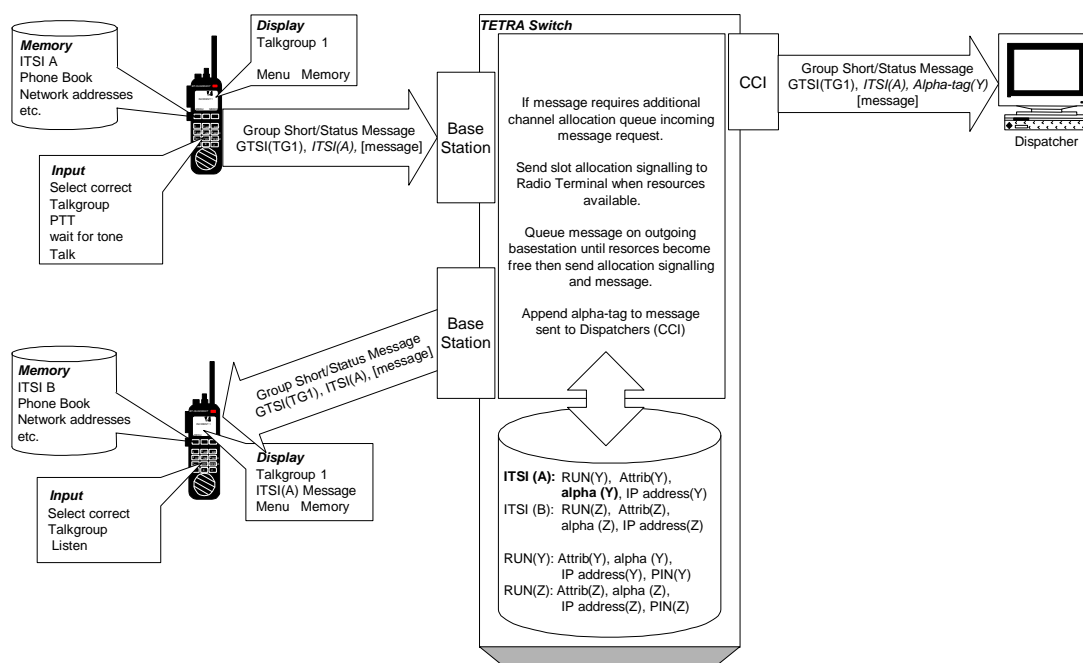 Memory
ITSI A
Phone Book
Network addresses
etc.
Display
Talkgroup 1
Menu Memory
Input
Select correct
Talkgroup
PTT
wait for tone
Talk
Group Short/Status Message
GTSI(TG1), ITSI(A), [message]
Base
Station
TETRA Switch
If message requires additional
channel allocation queue incoming
message request.
Send slot allocation signalling to
Radio Terminal when resources
available.
Queue message on outgoing
basestation until resorces become
free then send allocation signalling
and message.
Append alpha-tag to message
sent to Dispatchers (CCI)
CCI
Group Short/Status Message
GTSI(TG1), ITSI(A), Alpha-tag(Y)
[message]
Dispatcher
Base
Station
Group Short/Status Message
GTSI(TG1), ITSI(A), [message]
Memory
ITSI B
Phone Book
Network addresses
etc.
Input
Select correct
Talkgroup
Listen
Display
Talkgroup 1
ITSI(A) Message
Menu Memory
ITSI (A): RUN(Y), Attrib(Y),
alpha (Y), IP address(Y)
ITSI (B): RUN(Z), Attrib(Z),
alpha (Z), IP address(Z)
RUN(Y): Attrib(Y), alpha (Y),
IP address(Y), PIN(Y)
RUN(Z): Attrib(Z), alpha (Z),
IP address(Z), PIN(Z)